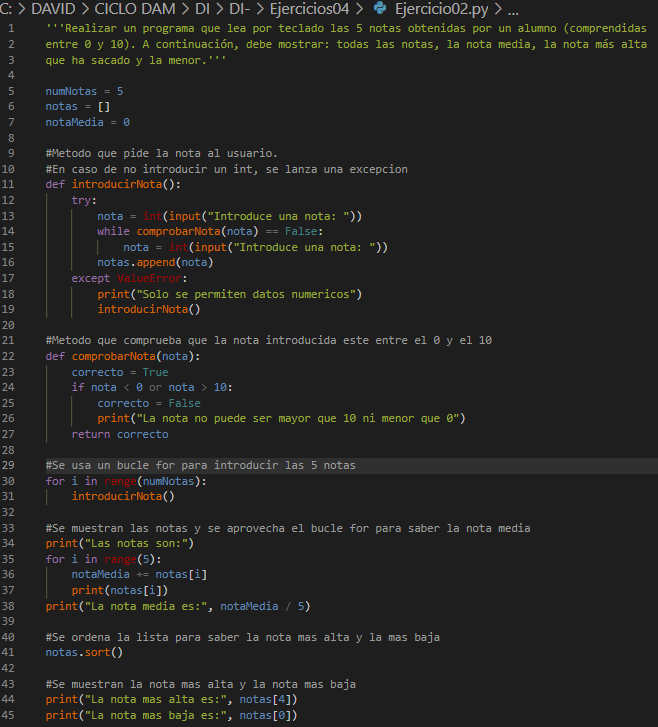 C: > DAVID > CICLO DAM > DI > DI- > Ejercicios04 > Ejercicio02.py > ...
1 '''Realizar un programa que lea por teclado las 5 notas obtenidas por un alumno (comprendidas
2 entre 0 y 10). A continuación, debe mostrar: todas las notas, la nota media, la nota más alta
3 que ha sacado y la menor.'''
4
5 numNotas = 5
6 notas = []
7 notaMedia = 0
8
9 #Metodo que pide la nota al usuario.
10 #En caso de no introducir un int, se lanza una excepcion
11 def introducirNota():
12     try:
13         nota = int(input("Introduce una nota: "))
14         while comprobarNota(nota) == False:
15             nota = int(input("Introduce una nota: "))
16         notas.append(nota)
17     except ValueError:
18         print("Solo se permiten datos numericos")
19         introducirNota()
20
21 #Metodo que comprueba que la nota introducida este entre el 0 y el 10
22 def comprobarNota(nota):
23     correcto = True
24     if nota < 0 or nota > 10:
25         correcto = False
26         print("La nota no puede ser mayor que 10 ni menor que 0")
27     return correcto
28
29 #Se usa un bucle for para introducir las 5 notas
30 for i in range(numNotas):
31     introducirNota()
32
33 #Se muestran las notas y se aprovecha el bucle for para saber la nota media
34 print("Las notas son:")
35 for i in range(5):
36     notaMedia += notas[i]
37     print(notas[i])
38 print("La nota media es:", notaMedia / 5)
39
40 #Se ordena la lista para saber la nota mas alta y la mas baja
41 notas.sort()
42
43 #Se muestran la nota mas alta y la nota mas baja
44 print("La nota mas alta es:", notas[4])
45 print("La nota mas baja es:", notas[0])